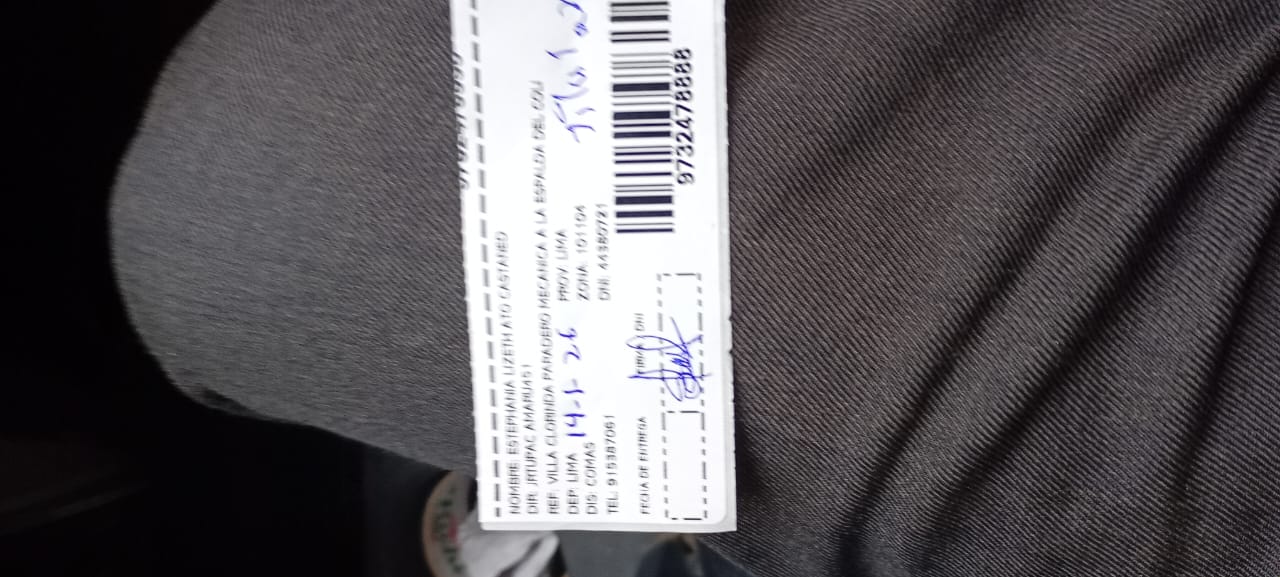 NOMBRE: ESTEPHANIA LIZETH ATO CASTAÑED
DIR: JR TUPAC AMARU 451
REF: VILLA CLORINDA PARADERO MECANICA A LA ESPALDA DEL COLI
DEP: LIMA 14-1-26 PROV: LIMA
DIS: COMAS ZONA: 101104
TEL: 915387061 DNI: 44380721
FECHA DE ENTREGA FIRMA DNI
9732478888